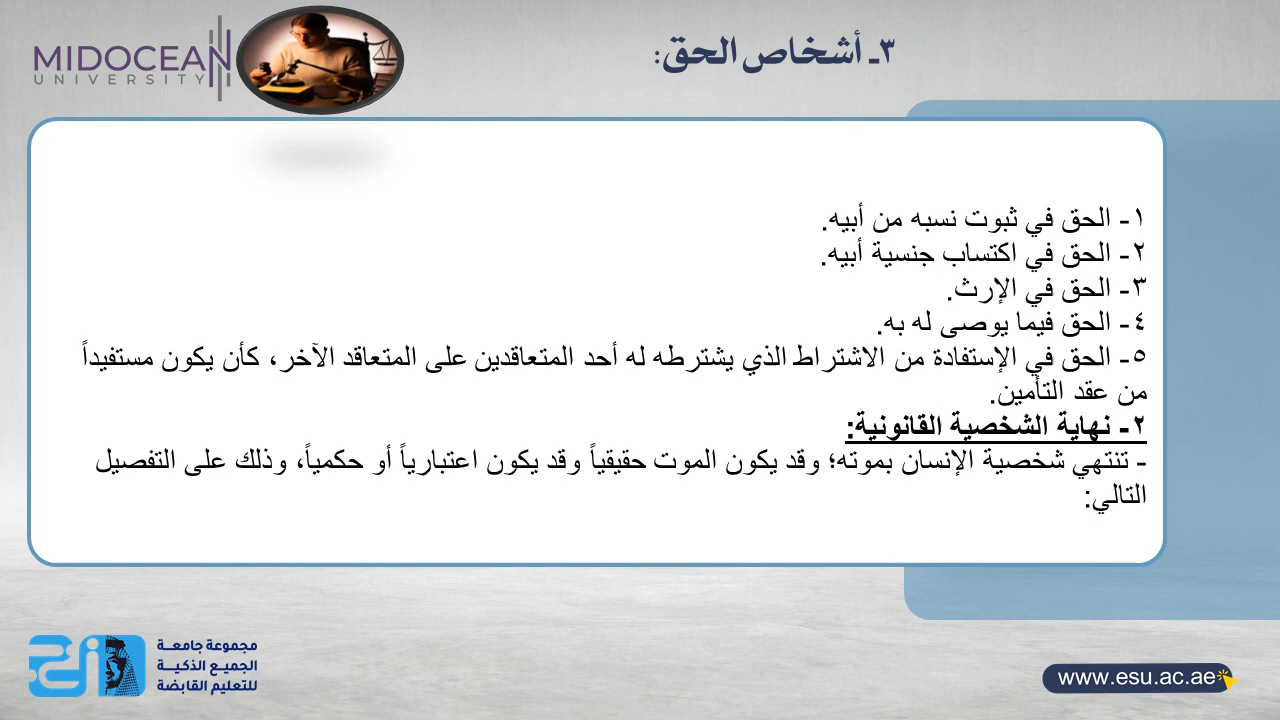 MIDOCEAN
UNIVERSITY
٣ـ أشخاص الحق:
١- الحق في ثبوت نسبه من أبيه.
٢- الحق في اكتساب جنسية أبيه.
٣- الحق في الإرث.
٤- الحق فيما يوصى له به.
٥- الحق في الإستفادة من الاشتراط الذي يشترطه له أحد المتعاقدين على المتعاقد الآخر، كأن يكون مستفيداً
من عقد التأمين.
٢ـ نهاية الشخصية القانونية:
- تنتهي شخصية الإنسان بموته؛ وقد يكون الموت حقيقياً وقد يكون اعتبارياً أو حكمياً، وذلك على التفصيل
التالي:
مجموعة جامعة
الجميع الذكية
للتعليم القابضة
www.esu.ac.ae